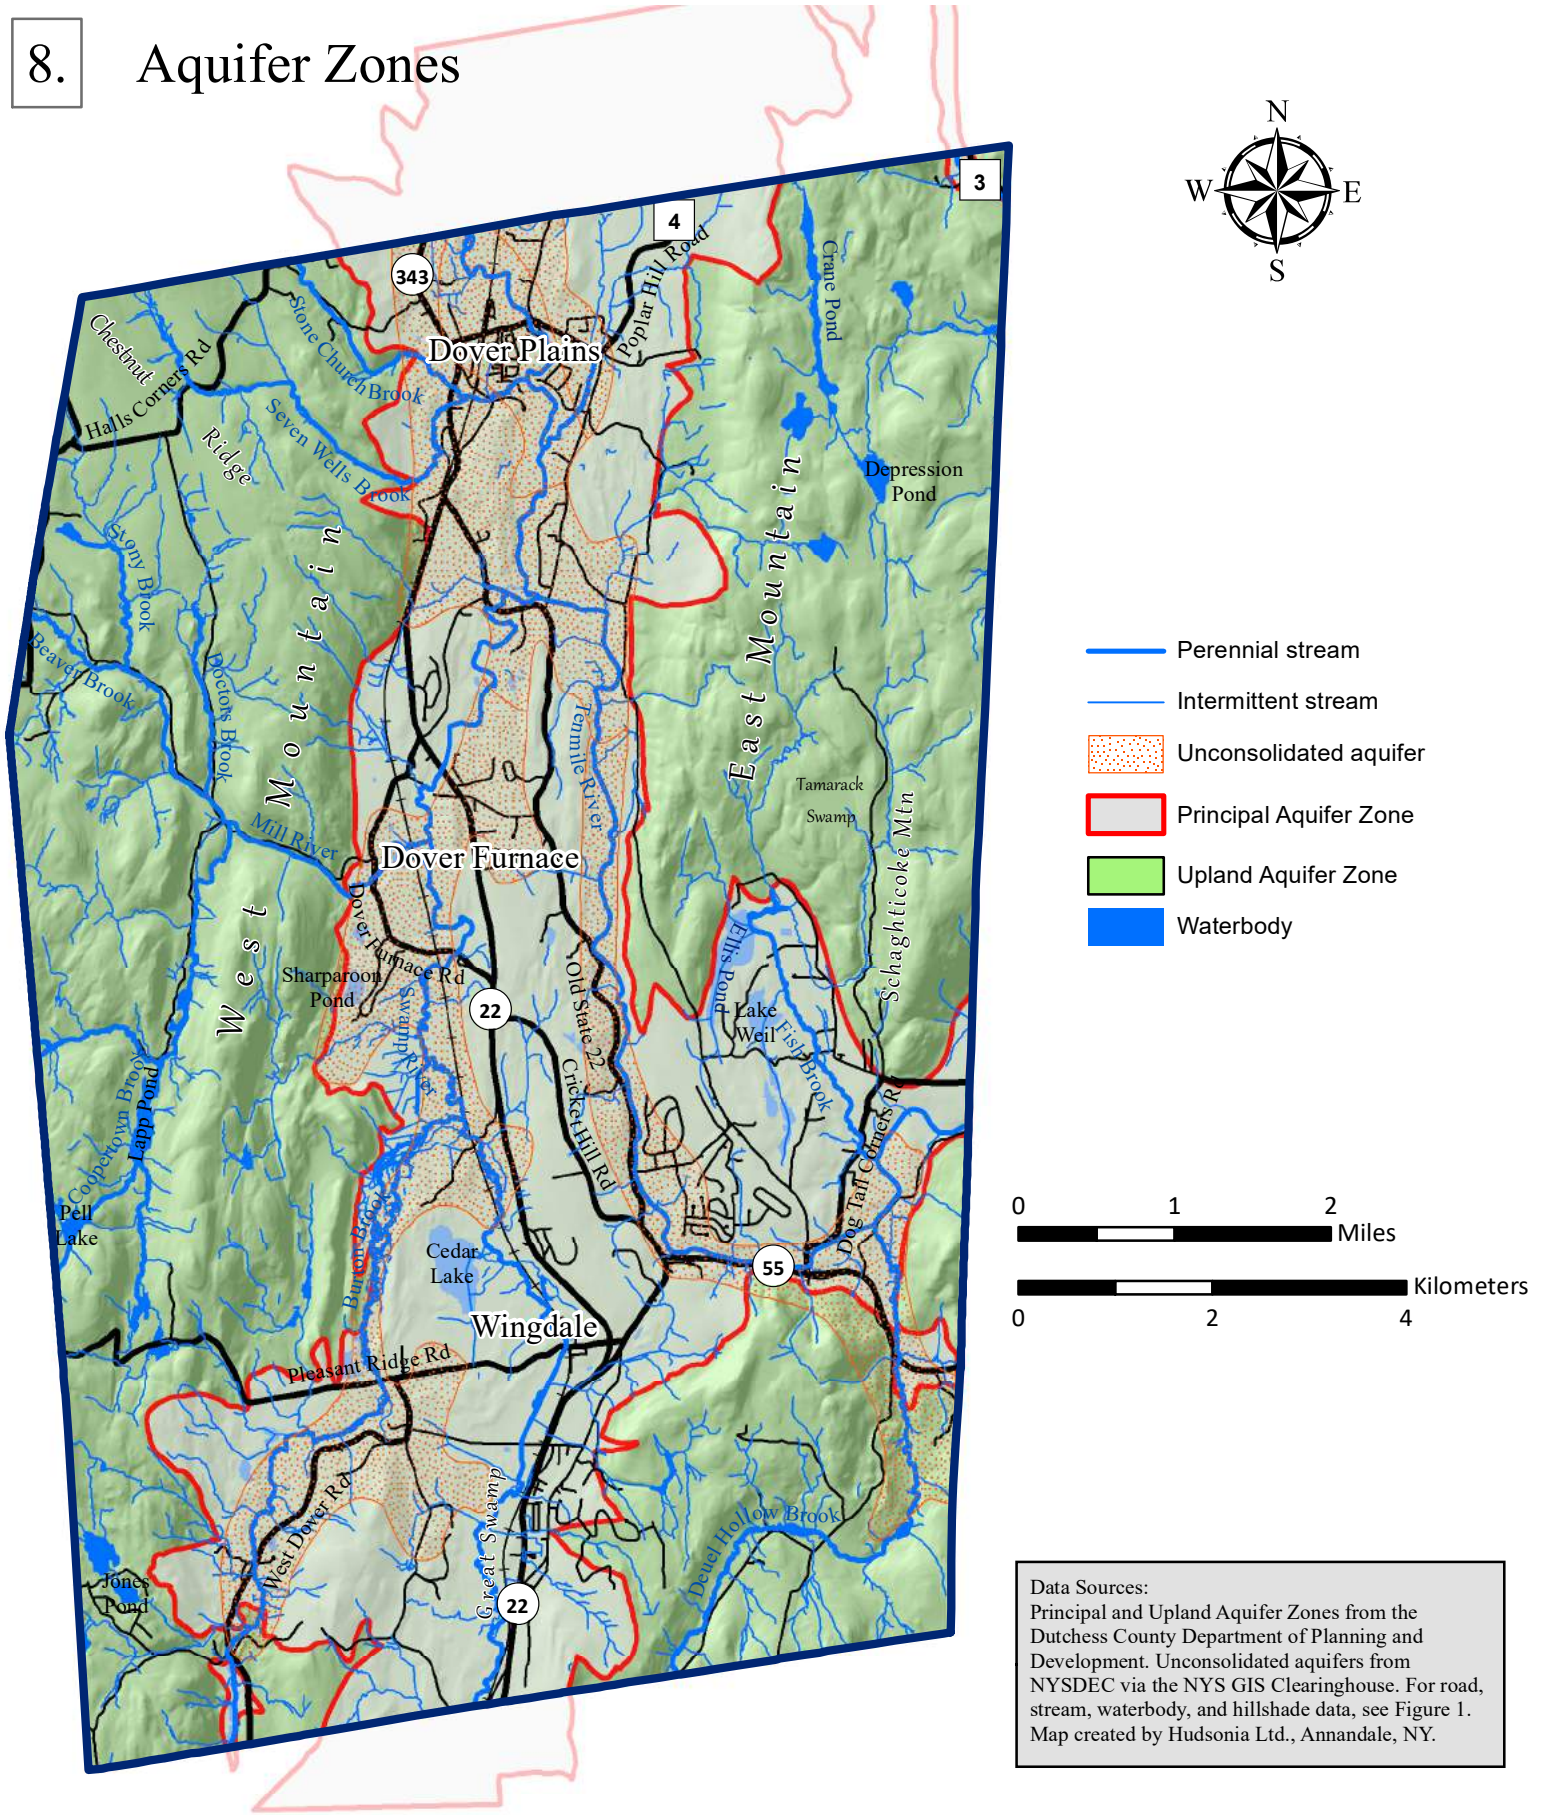 8.
Aquifer Zones
N
W
E
S
3
4
343
Poplar Hill Road
Crane Pond
Chestnut
Ridge
Halls Corners Rd
Stone Church Brook
Seven Wells Brook
Dover Plains
Depression
Pond
Stony Brook
Beaver Brook
Doctors Brook
West Mountain
East Mountain
Tenmile River
Tamarack
Swamp
Schaghticoke Mtn
Mill River
Dover Furnace
Dover Furnace Rd
Sharparoon
Pond
Swamp River
22
Old State 22
Cricket Hill Rd
Ellis Pond
Lake
Weil
Fish Brook
Dog Tail Corners Rd
Coopertown Brook
Lapp Pond
Pell
Lake
Burton Brook
Cedar
Lake
55
Wingdale
Pleasant Ridge Rd
West Dover Rd
Great Swamp
Deuel Hollow Brook
Jones
Pond
22
Perennial stream
Intermittent stream
Unconsolidated aquifer
Principal Aquifer Zone
Upland Aquifer Zone
Waterbody
0 1 2
Miles
Kilometers
0 2 4
Data Sources:
Principal and Upland Aquifer Zones from the
Dutchess County Department of Planning and
Development. Unconsolidated aquifers from
NYSDEC via the NYS GIS Clearinghouse. For road,
stream, waterbody, and hillshade data, see Figure 1.
Map created by Hudsonia Ltd., Annandale, NY.